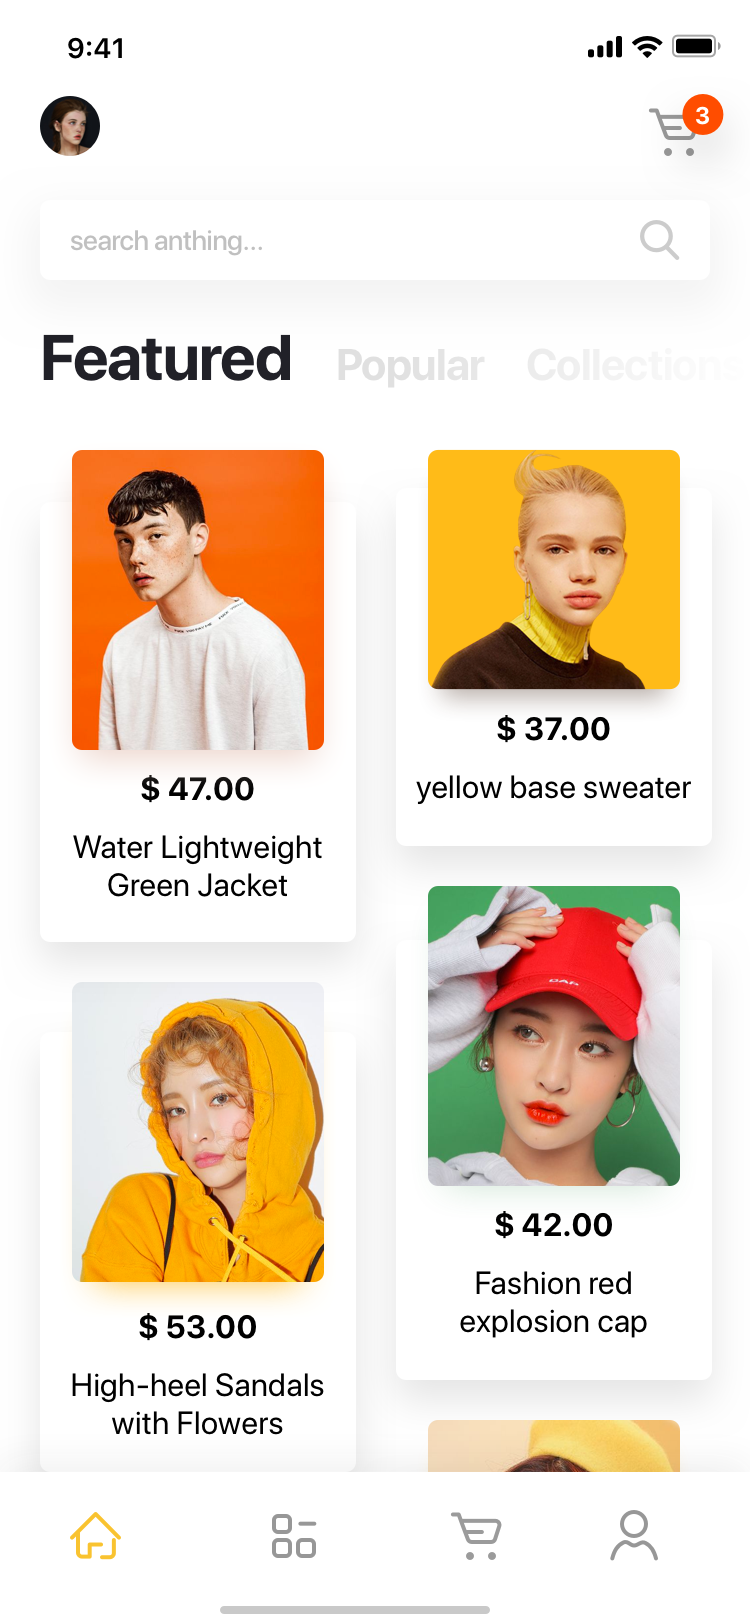 9:41
3
search anthing...
Featured Popular Collections
$ 47.00
Water Lightweight
Green Jacket
$ 37.00
yellow base sweater
$ 53.00
High-heel Sandals
with Flowers
$ 42.00
Fashion red
explosion cap